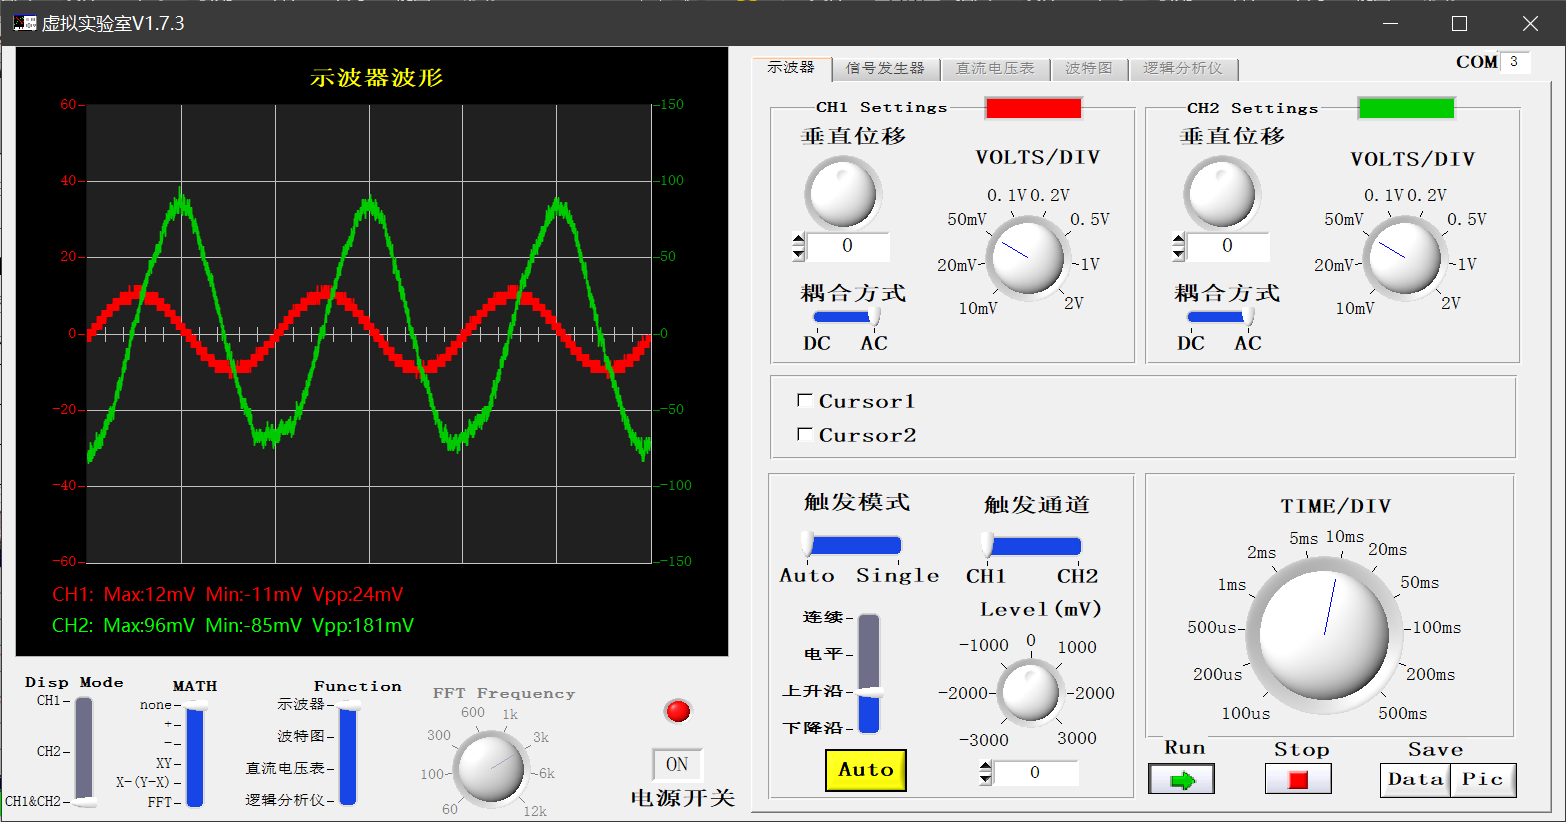 虚拟实验室V1.7.3
示波器波形
60 150
40 100
20 50
0 0
-20 -50
-40 -100
-60 -150
CH1: Max:12mV Min:-11mV Vpp:24mV
CH2: Max:96mV Min:-85mV Vpp:181mV
示波器 信号发生器 直流电压表 波特图 逻辑分析仪
COM 3
CH1 Settings
垂直位移
0
VOLTS/DIV
0.1V 0.2V
50mV 0.5V
20mV 1V
10mV 2V
耦合方式
DC AC
CH2 Settings
垂直位移
0
VOLTS/DIV
0.1V 0.2V
50mV 0.5V
20mV 1V
10mV 2V
耦合方式
DC AC
Cursor1
Cursor2
触发模式
Auto Single
触发通道
CH1 CH2
连续
电平
上升沿
下降沿
Auto
Level(mV)
-1000 0 1000
-2000 2000
-3000 3000
0
TIME/DIV
5ms 10ms
2ms 20ms
1ms 50ms
500us 100ms
200us 200ms
100us 500ms
Run
Stop
Save
Data Pic
Disp Mode
CH1
CH2
CH1&CH2
MATH
none
+
-
XY
X-(Y-X)
FFT
Function
示波器
波特图
直流电压表
逻辑分析仪
FFT Frequency
600 1k
300 3k
100 6k
60 12k
ON
电源开关